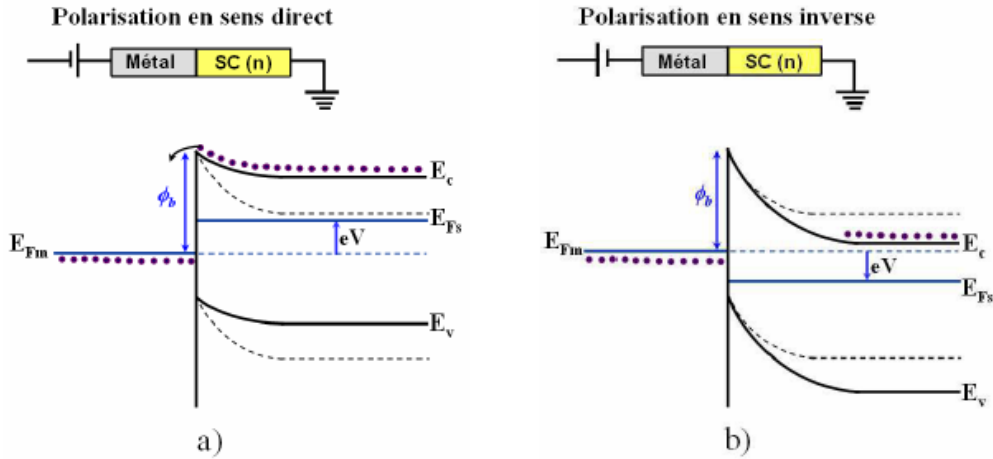 Polarisation en sens direct
Métal
SC (n)
ϕb
Ec
EFs
eV
EFm
Ev
a)
Polarisation en sens inverse
Métal
SC (n)
ϕb
EFm
Ec
eV
EFs
Ev
b)